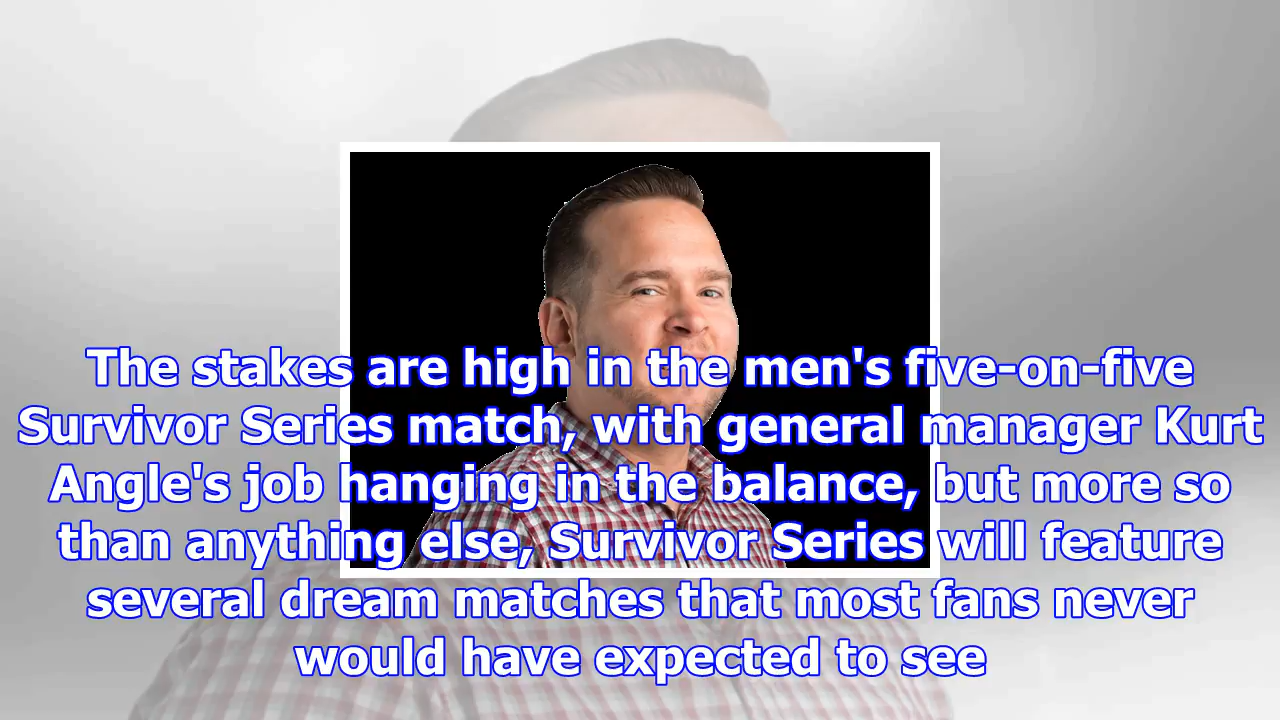 The stakes are high in the men's five-on-five
Survivor Series match, with general manager Kurt
Angle's job hanging in the balance, but more so
than anything else, Survivor Series will feature
several dream matches that most fans never
would have expected to see